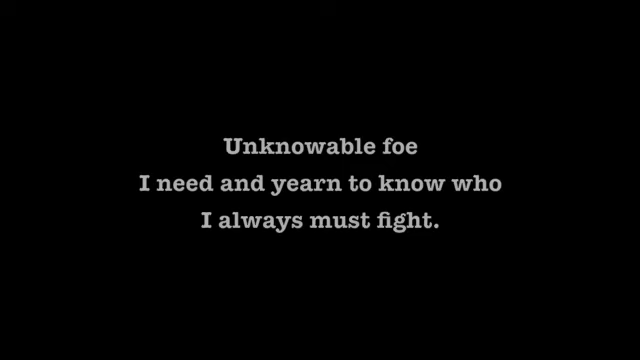 Unknowable foe
I need and yearn to know who
I always must fight.